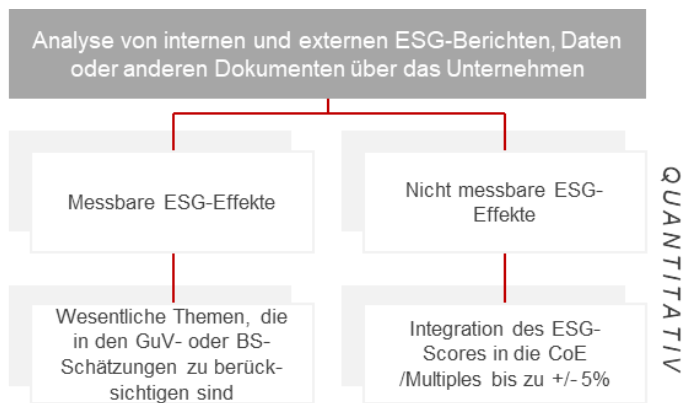 Analyse von internen und externen ESG-Berichten, Daten
oder anderen Dokumenten über das Unternehmen
Messbare ESG-Effekte
Nicht messbare ESG-
Effekte
Wesentliche Themen, die
in den GuV- oder BS-
Schätzungen zu berück-
sichtigen sind
Integration des ESG-
Scores in die CoE
/Multiples bis zu +/- 5%
QUANTITATIV